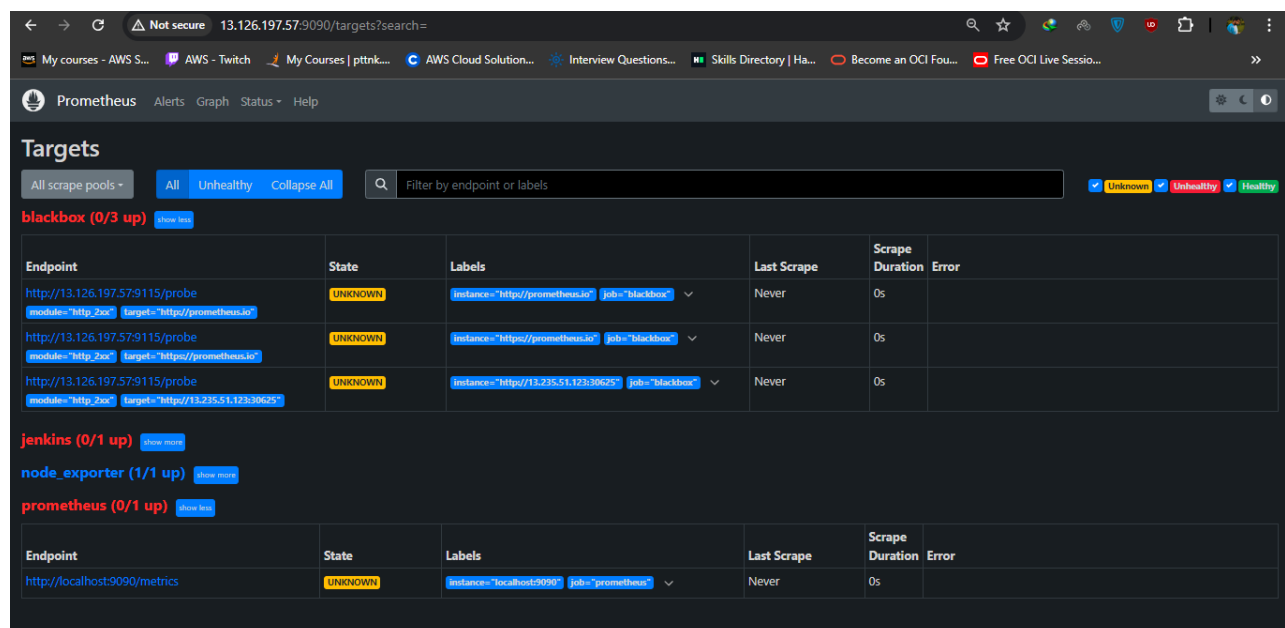 Not secure 13.126.197.57:9090/targets?search=
My courses - AWS S... AWS - Twitch My Courses | pttnk.... AWS Cloud Solution... Interview Questions... Skills Directory | Ha... Become an OCI Fou... Free OCI Live Sessio... »
Prometheus Alerts Graph Status Help
Targets
All scrape pools All Unhealthy Collapse All Filter by endpoint or labels Unknown Unhealthy Healthy
blackbox (0/3 up) show less
Endpoint State Labels Last Scrape Scrape Duration Error
http://13.126.197.57:9115/probe UNKNOWN instance="http://prometheus.io" job="blackbox" Never 0s
module="http_2xx" target="http://prometheus.io"
http://13.126.197.57:9115/probe UNKNOWN instance="https://prometheus.io" job="blackbox" Never 0s
module="http_2xx" target="https://prometheus.io"
http://13.126.197.57:9115/probe UNKNOWN instance="http://13.235.51.123:30625" job="blackbox" Never 0s
module="http_2xx" target="http://13.235.51.123:30625"
jenkins (0/1 up) show more
node_exporter (1/1 up) show more
prometheus (0/1 up) show less
Endpoint State Labels Last Scrape Scrape Duration Error
http://localhost:9090/metrics UNKNOWN instance="localhost:9090" job="prometheus" Never 0s